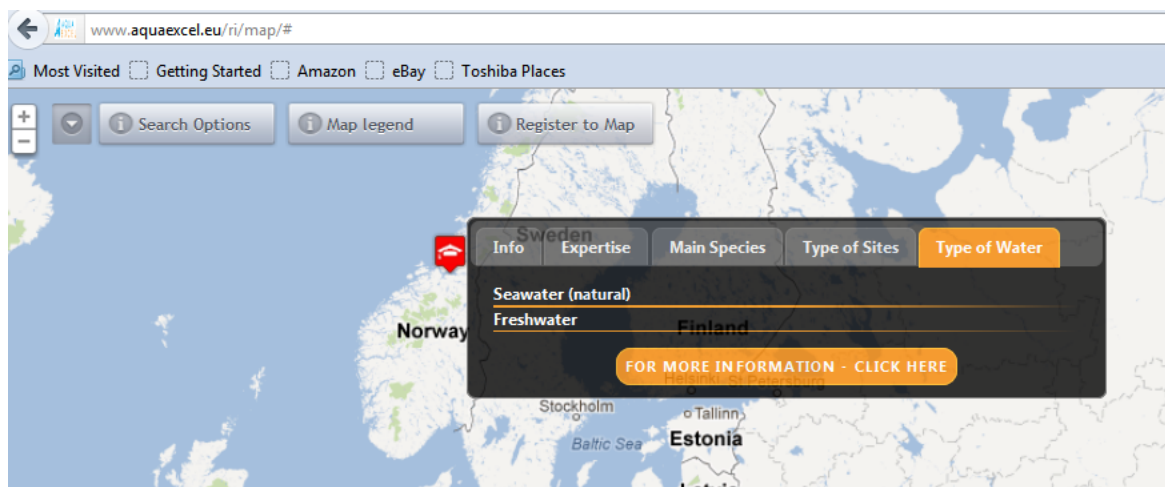 www.aquaexcel.eu/ri/map/#
Most Visited Getting Started Amazon eBay Toshiba Places
+
−
Search Options Map legend Register to Map
Sweden
Info Expertise Main Species Type of Sites Type of Water
Seawater (natural)
Freshwater
Norway
Finland
FOR MORE INFORMATION - CLICK HERE
Helsinki
St Petersburg
Stockholm
Tallinn
Baltic Sea
Estonia